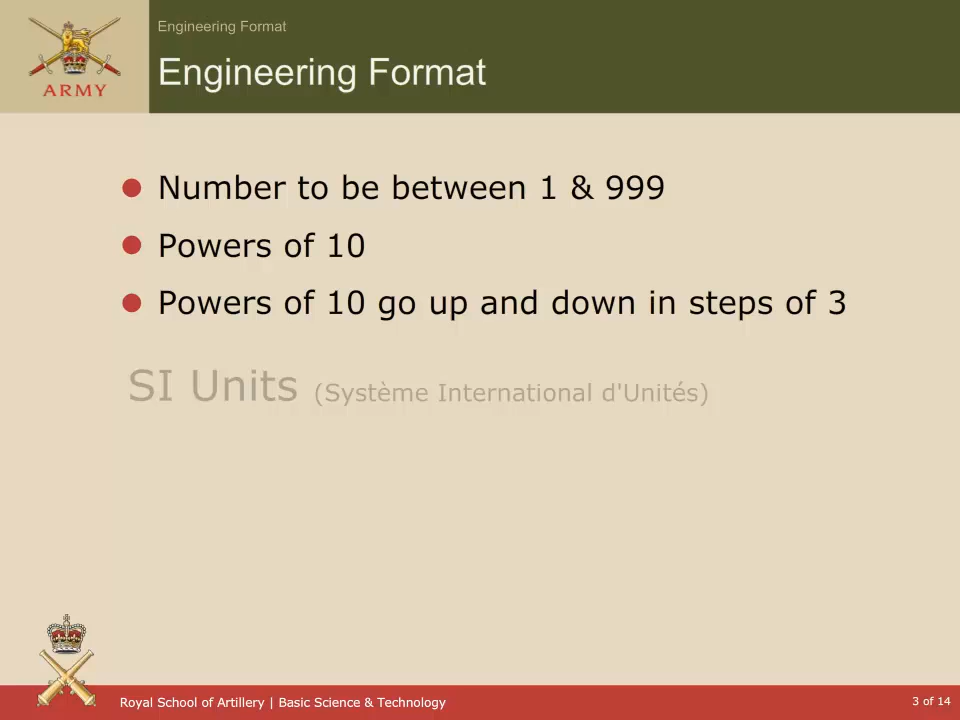 Engineering Format
Engineering Format
ARMY
Number to be between 1 & 999
Powers of 10
Powers of 10 go up and down in steps of 3
SI Units (Système International d'Unités)
Royal School of Artillery | Basic Science & Technology
3 of 14